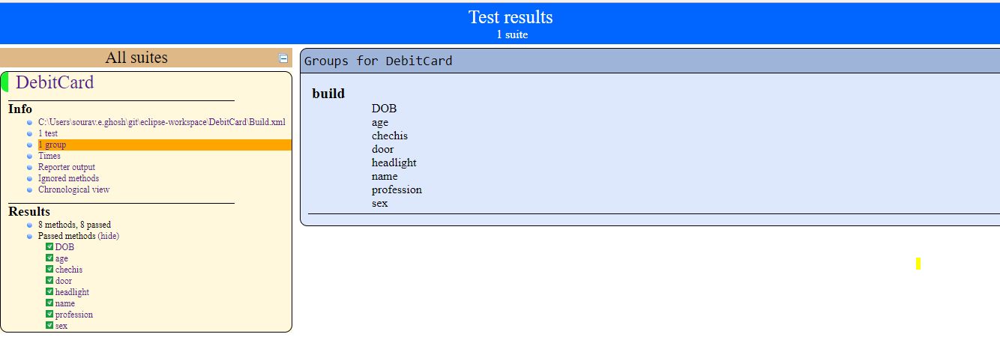 Test results
1 suite
All suites
DebitCard
Info
C:\Users\sourav.e.ghosh\git\eclipse-workspace\DebitCard\Build.xml
1 test
1 group
Times
Reporter output
Ignored methods
Chronological view
Results
8 methods, 8 passed
Passed methods (hide)
DOB
age
chechis
door
headlight
name
profession
sex
Groups for DebitCard
build
DOB
age
chechis
door
headlight
name
profession
sex